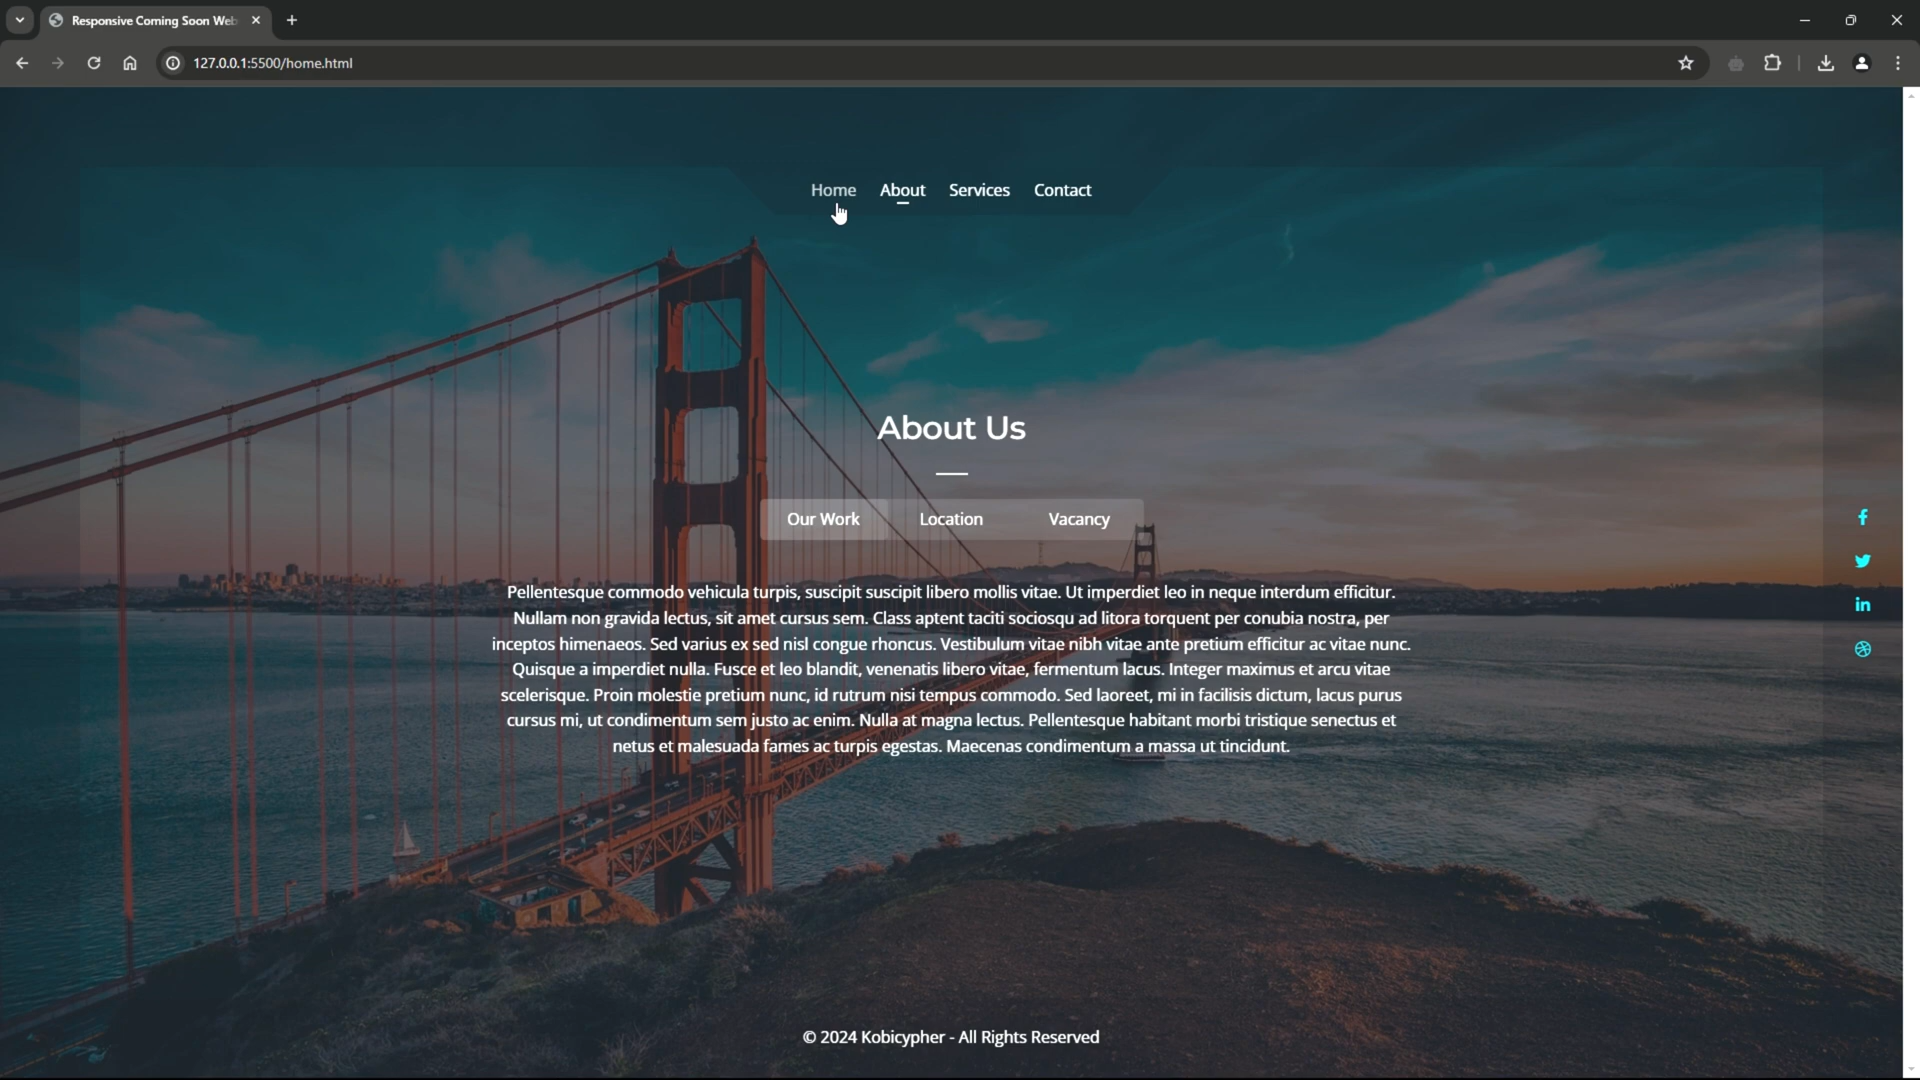 Responsive Coming Soon Web
127.0.0.1:5500/home.html
Home About Services Contact
About Us
Our Work Location Vacancy
Pellentesque commodo vehicula turpis, suscipit suscipit libero mollis vitae. Ut imperdiet leo in neque interdum efficitur.
Nullam non gravida lectus, sit amet cursus sem. Class aptent taciti sociosqu ad litora torquent per conubia nostra, per
inceptos himenaeos. Sed varius ex sed nisl congue rhoncus. Vestibulum vitae nibh vitae ante pretium efficitur ac vitae nunc.
Quisque a imperdiet nulla. Fusce et leo blandit, venenatis libero vitae, fermentum lacus. Integer maximus et arcu vitae
scelerisque. Proin molestie pretium nunc, id rutrum nisi tempus commodo. Sed laoreet, mi in facilisis dictum, lacus purus
cursus mi, ut condimentum sem justo ac enim. Nulla at magna lectus. Pellentesque habitant morbi tristique senectus et
netus et malesuada fames ac turpis egestas. Maecenas condimentum a massa ut tincidunt.
© 2024 Kobicypher - All Rights Reserved